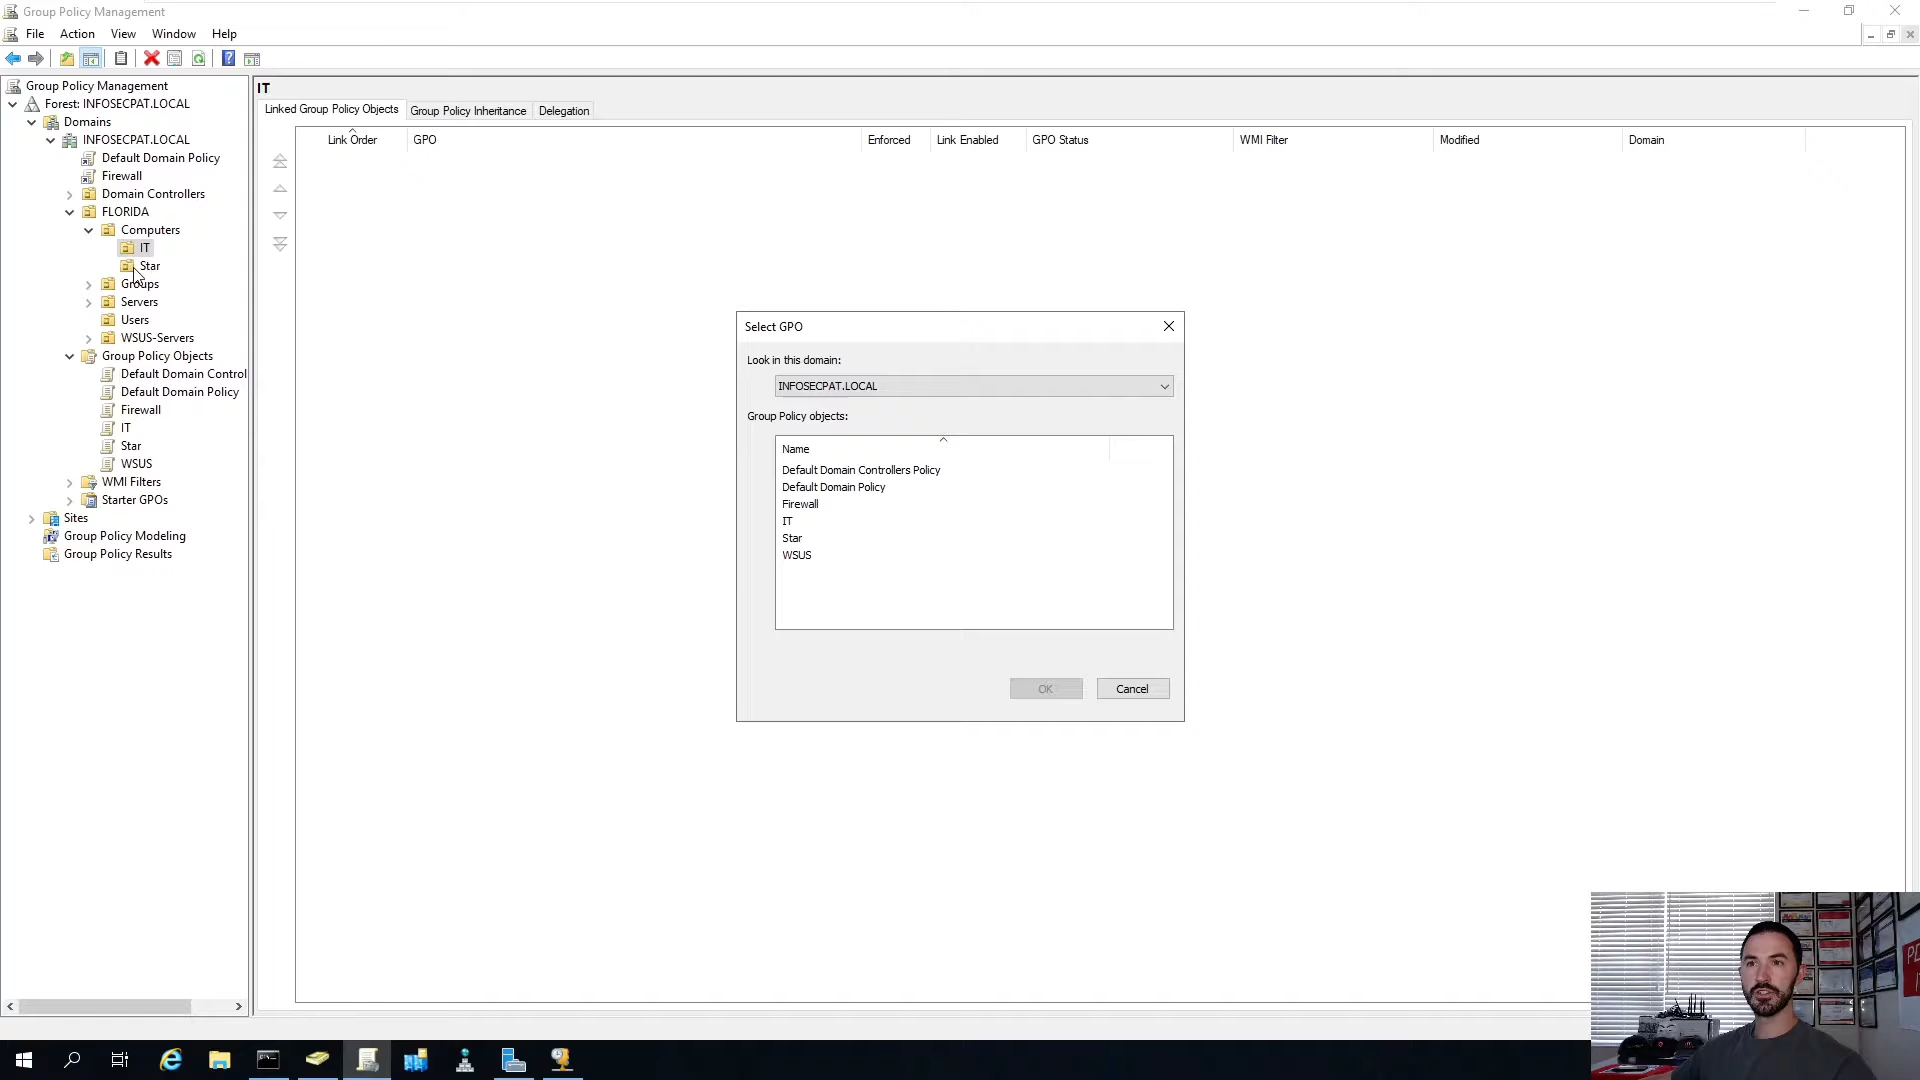 Group Policy Management
File Action View Window Help
Group Policy Management
Forest: INFOSECPAT.LOCAL
Domains
INFOSECPAT.LOCAL
Default Domain Policy
Firewall
Domain Controllers
FLORIDA
Computers
IT
Star
Groups
Servers
Users
WSUS-Servers
Group Policy Objects
Default Domain Control
Default Domain Policy
Firewall
IT
Star
WSUS
WMI Filters
Starter GPOs
Sites
Group Policy Modeling
Group Policy Results
IT
Linked Group Policy Objects Group Policy Inheritance Delegation
Link Order GPO Enforced Link Enabled GPO Status WMI Filter Modified Domain
Select GPO
Look in this domain:
INFOSECPAT.LOCAL
Group Policy objects:
Name
Default Domain Controllers Policy
Default Domain Policy
Firewall
IT
Star
WSUS
OK Cancel